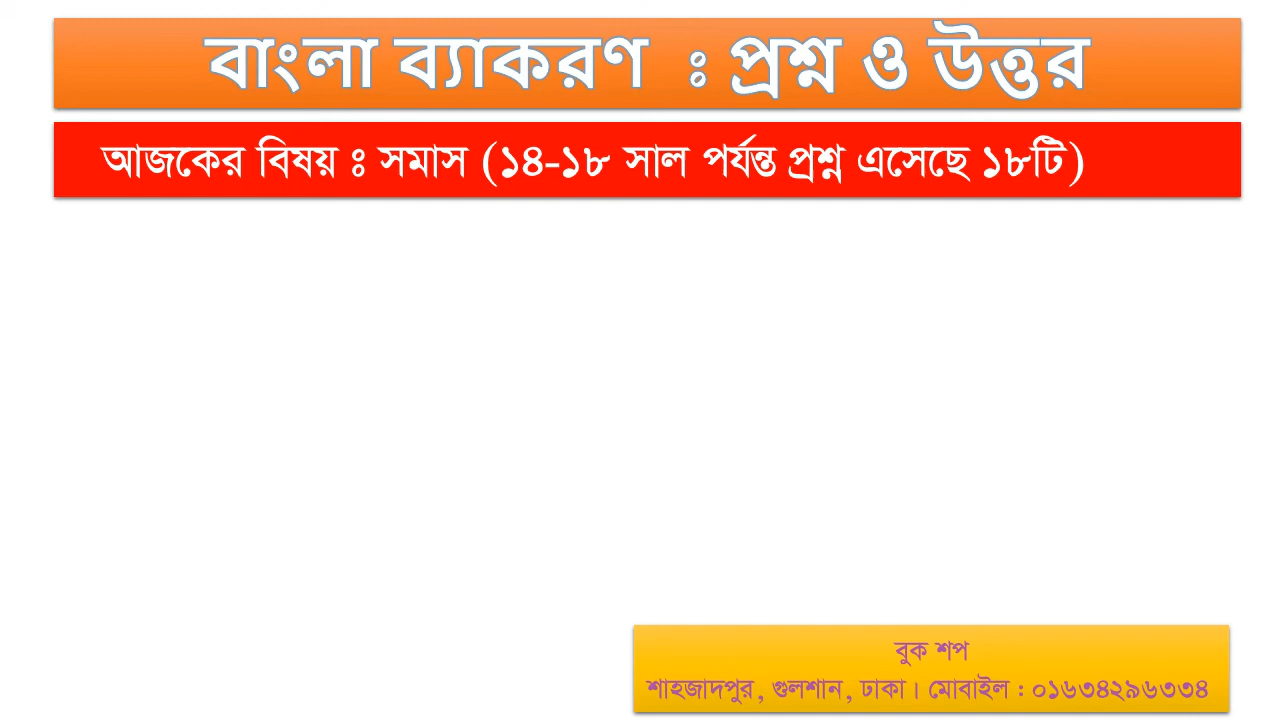 বাংলা ব্যাকরণ : প্রশ্ন ও উত্তর
আজকের বিষয় ঃ সমাস (১৪-১৮ সাল পর্যন্ত প্রশ্ন এসেছে ১৮টি)
বুক শপ
শাহজাদপুর, গুলশান, ঢাকা। মোবাইল : ০১৬৩৪২৯৬৩৩৪